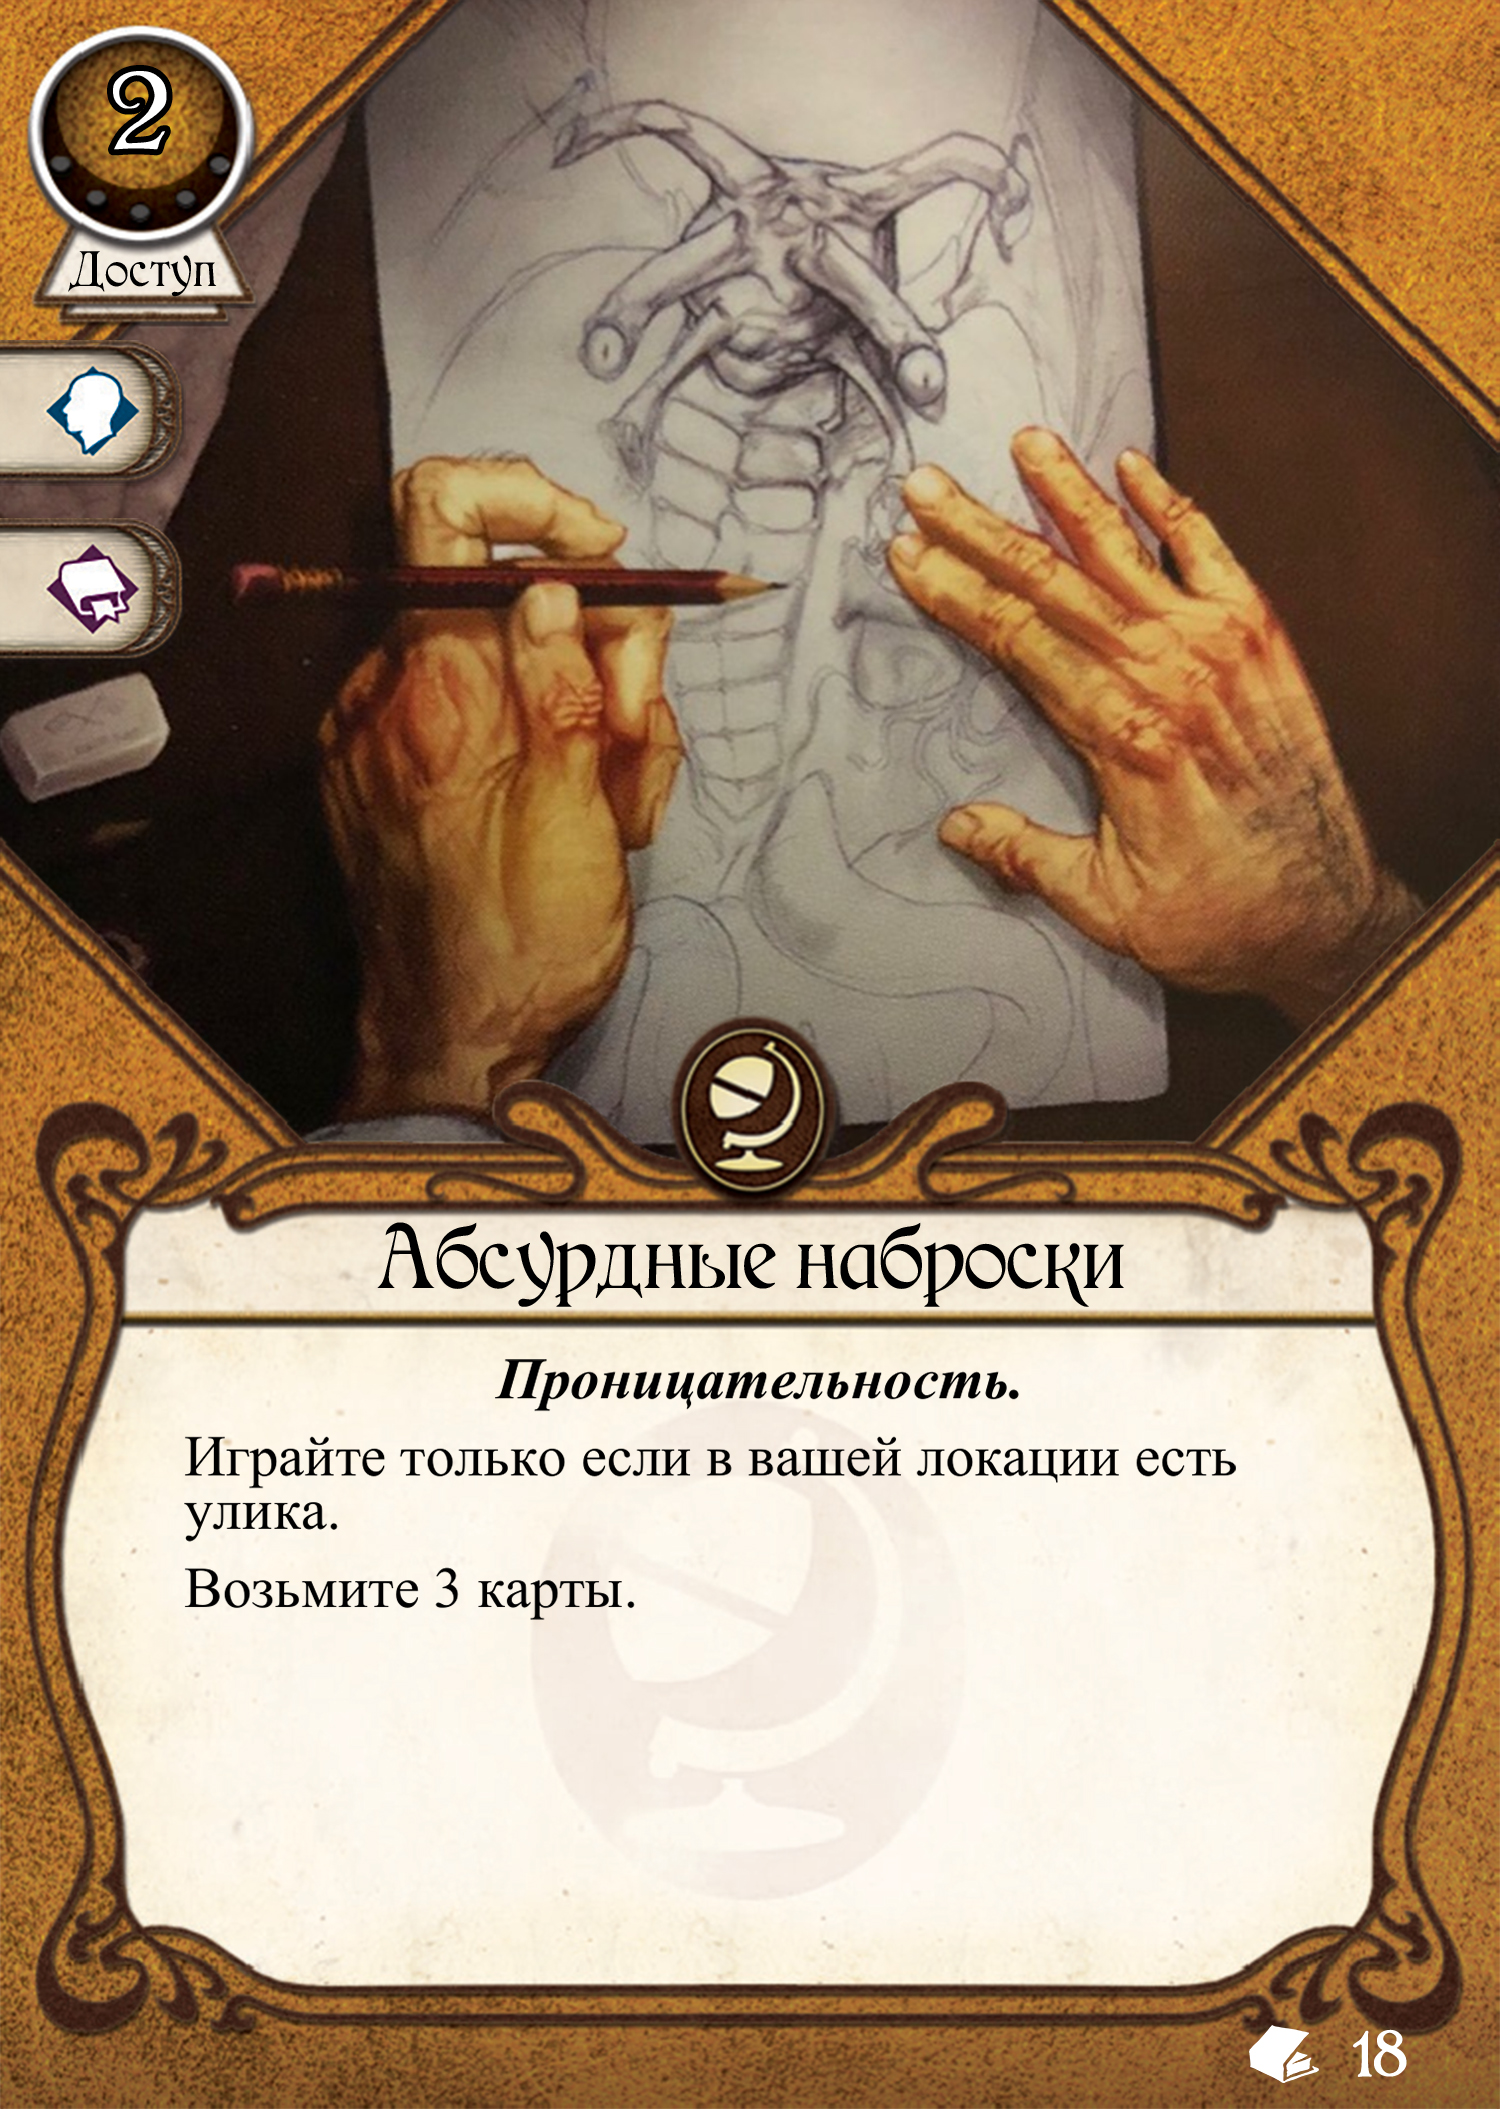 2
Доступ
Абсурдные наброски
Проницательность.
Играйте только если в вашей локации есть
улика.
Возьмите 3 карты.
18